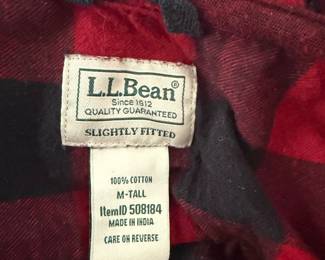 L.L.Bean®
Since 1912
QUALITY GUARANTEED
SLIGHTLY FITTED
100% COTTON
M-TALL
ItemID 508184
MADE IN INDIA
CARE ON REVERSE